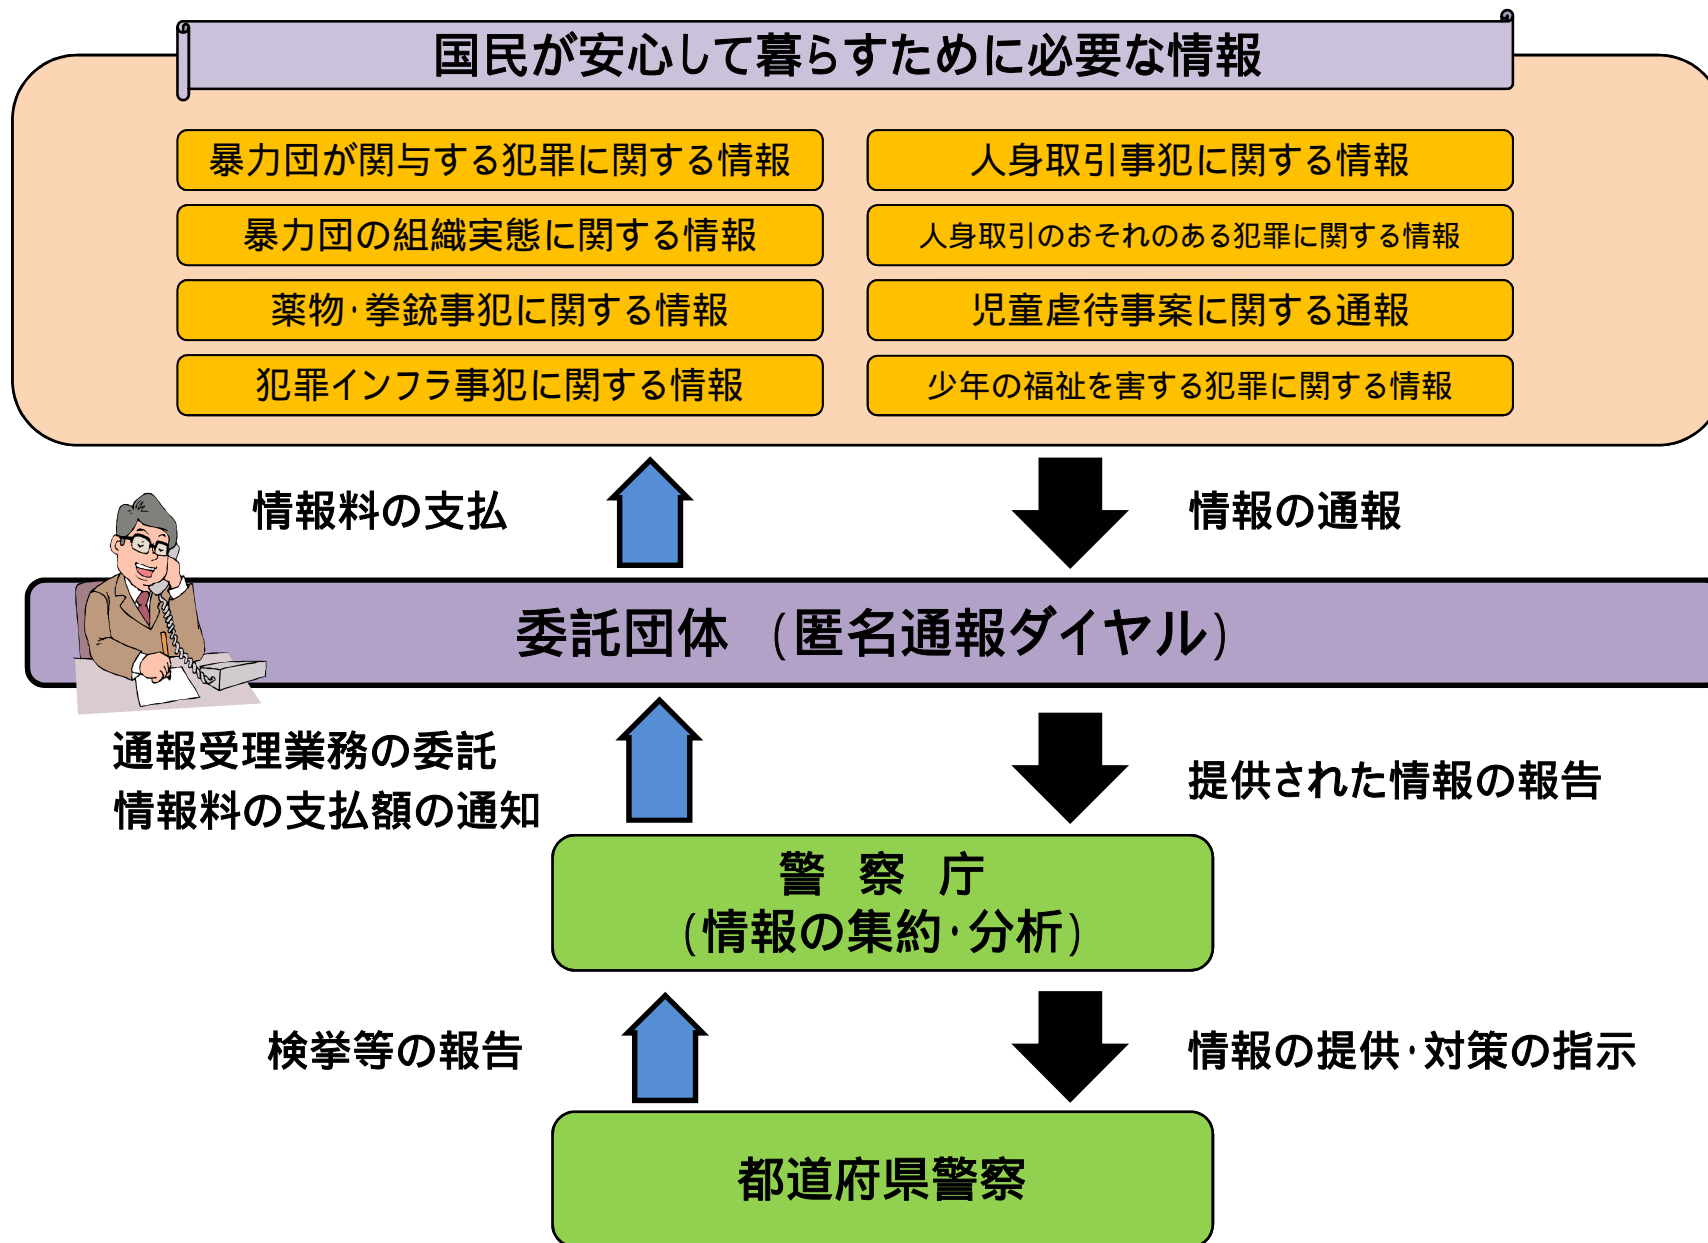 国民が安心して暮らすために必要な情報
暴力団が関与する犯罪に関する情報
人身取引事犯に関する情報
暴力団の組織実態に関する情報
人身取引のおそれのある犯罪に関する情報
薬物・拳銃事犯に関する情報
児童虐待事案に関する通報
犯罪インフラ事犯に関する情報
少年の福祉を害する犯罪に関する情報
情報料の支払
情報の通報
委託団体 (匿名通報ダイヤル)
通報受理業務の委託
情報料の支払額の通知
提供された情報の報告
警 察 庁
(情報の集約・分析)
検挙等の報告
情報の提供・対策の指示
都道府県警察